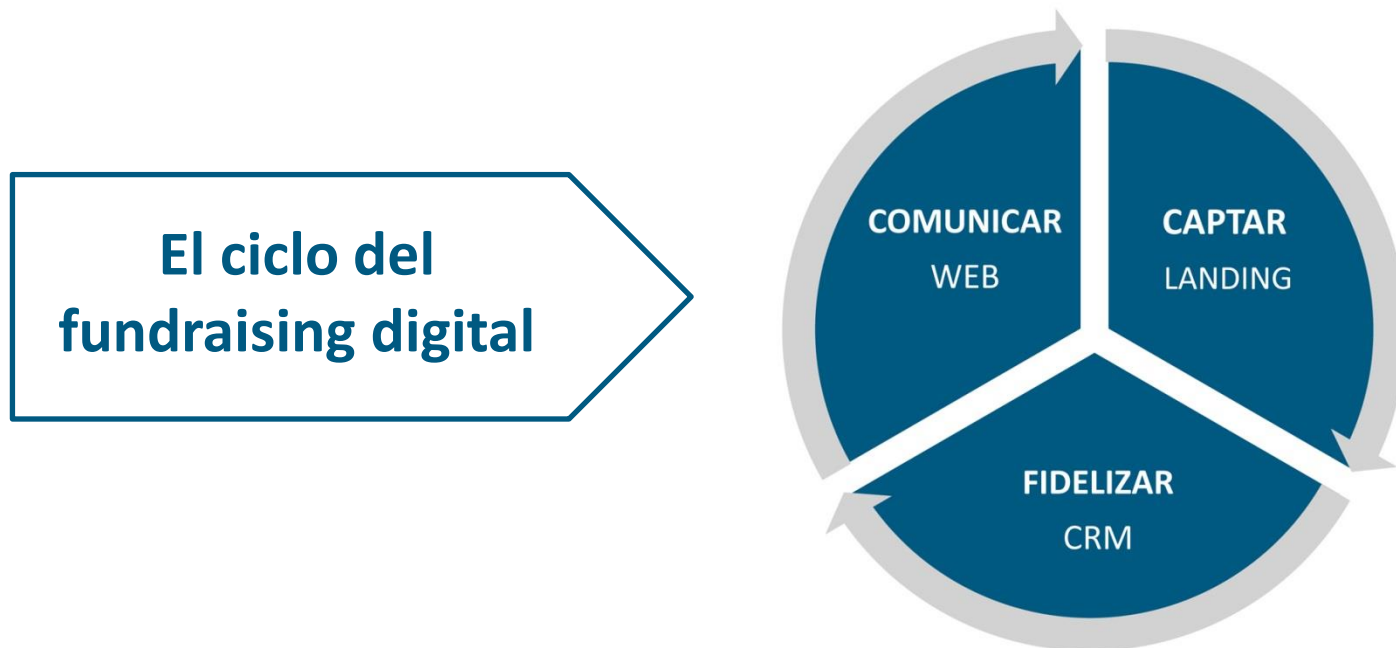 El ciclo del
fundraising digital
COMUNICAR
WEB
CAPTAR
LANDING
FIDELIZAR
CRM